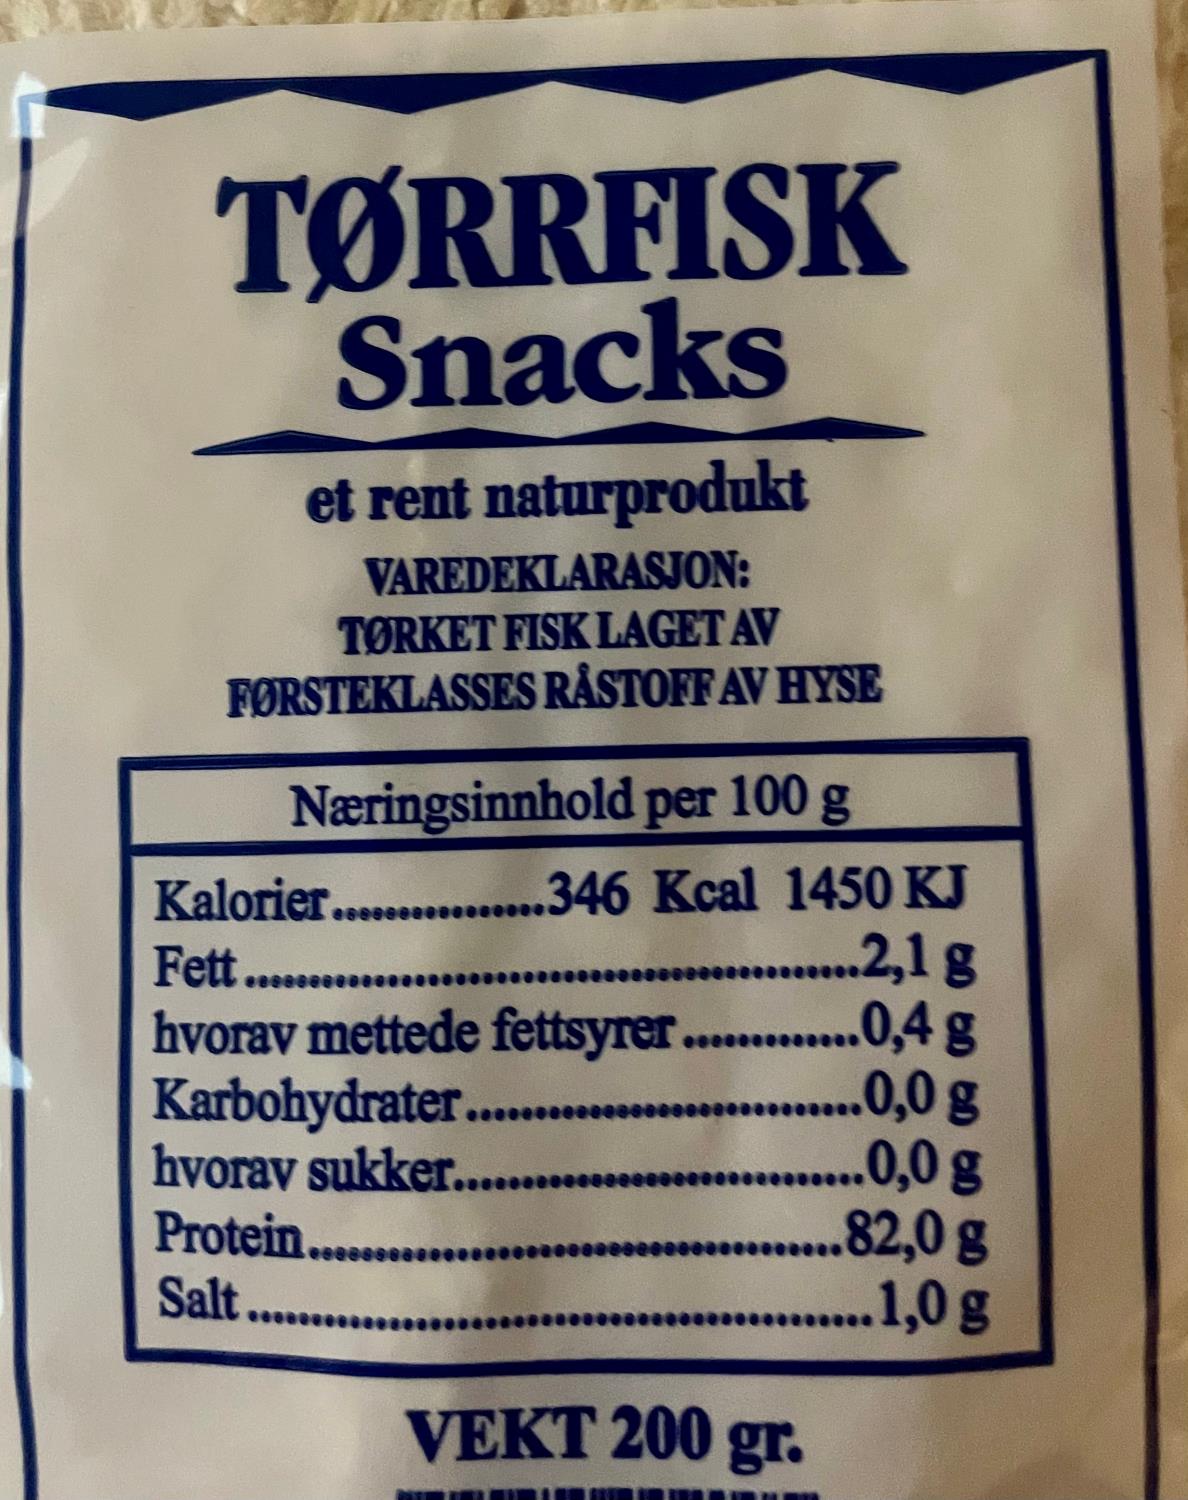 TØRRFISK
Snacks
et rent naturprodukt
VAREDEKLARASJON:
TØRKET FISK LAGET AV
FØRSTEKLASSES RÅSTOFF AV HYSE
Næringsinnhold per 100 g
Kalorier................346 Kcal 1450 KJ
Fett..............................................2,1 g
hvorav mettede fettsyrer.............0,4 g
Karbohydrater.............................0,0 g
hvorav sukker..............................0,0 g
Protein.......................................82,0 g
Salt..............................................1,0 g
VEKT 200 gr.